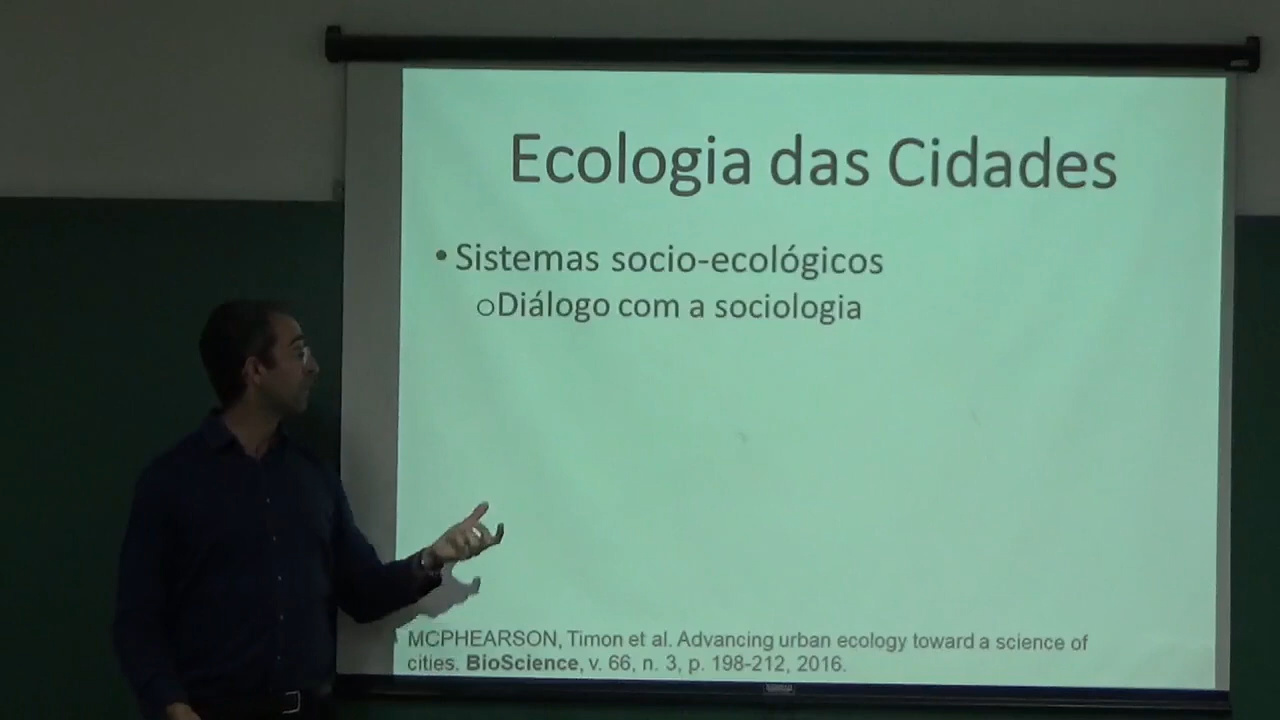 Ecologia das Cidades
• Sistemas socio-ecológicos
oDiálogo com a sociologia
MCPHEARSON, Timon et al. Advancing urban ecology toward a science of
cities. BioScience, v. 66, n. 3, p. 198-212, 2016.